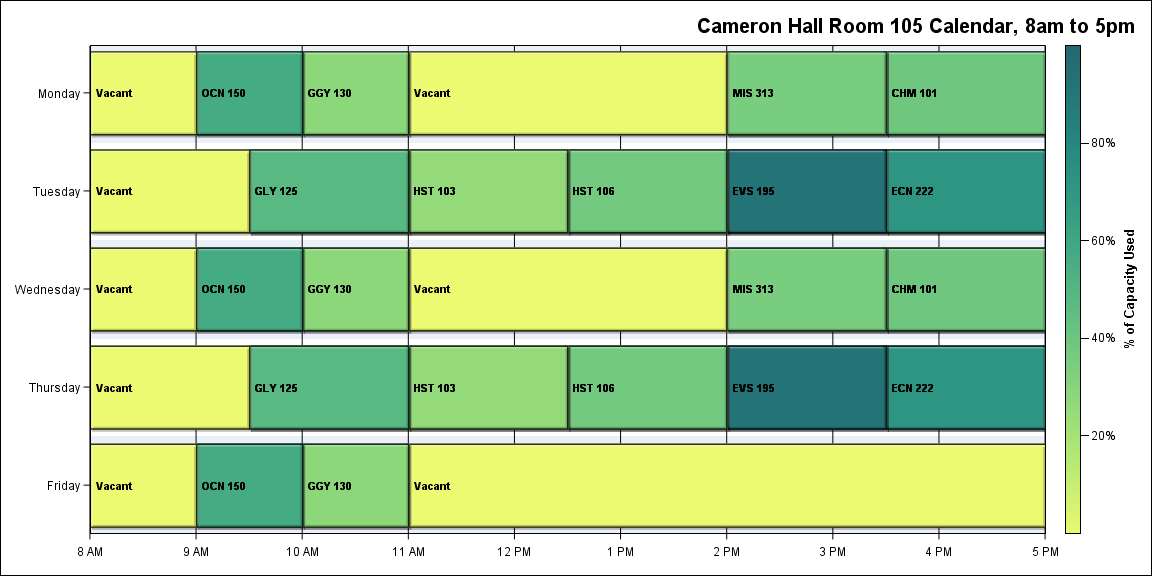 Cameron Hall Room 105 Calendar, 8am to 5pm
Monday
Vacant
OCN 150
GGY 130
Vacant
MIS 313
CHM 101
Tuesday
Vacant
GLY 125
HST 103
HST 106
EVS 195
ECN 222
Wednesday
Vacant
OCN 150
GGY 130
Vacant
MIS 313
CHM 101
Thursday
Vacant
GLY 125
HST 103
HST 106
EVS 195
ECN 222
Friday
Vacant
OCN 150
GGY 130
Vacant
8 AM
9 AM
10 AM
11 AM
12 PM
1 PM
2 PM
3 PM
4 PM
5 PM
80%
60%
40%
20%
% of Capacity Used